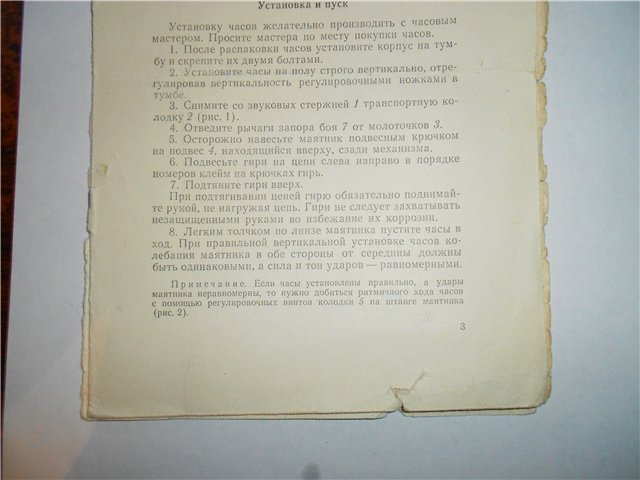 Установка и пуск
Установку часов желательно производить с часовым
мастером. Просите мастера по месту покупки часов.
1. После распаковки часов установите корпус на тум-
бу и скрепите их двумя болтами.
2. Установите часы на полу строго вертикально, отре-
гулировав вертикальность регулировочными ножками в
тумбе.
3. Снимите со звуковых стержней 1 транспортную ко-
лодку 2 (рис. 1).
4. Отведите рычаги запора боя 7 от молоточков 3.
5. Осторожно навесьте маятник подвесным крючком
на подвес 4, находящийся вверху, сзади механизма.
6. Подвесьте гири на цепи слева направо в порядке
номеров клейм на крючках гирь.
7. Подтяните гири вверх.
При подтягивании цепей гирю обязательно поднимай-
те рукой, не нагружая цепь. Гири не следует захватывать
незащищенными руками во избежание их коррозии.
8. Легким толчком по линзе маятника пустите часы в
ход. При правильной вертикальной установке часов ко-
лебания маятника в обе стороны от середины должны
быть одинаковыми, а сила и тон ударов — равномерными.
Примечание. Если часы установлены правильно, а удары
маятника неравномерны, то нужно добиться ритмичного хода часов
с помощью регулировочных винтов колодки 5 на штанге маятника
(рис. 2).
3